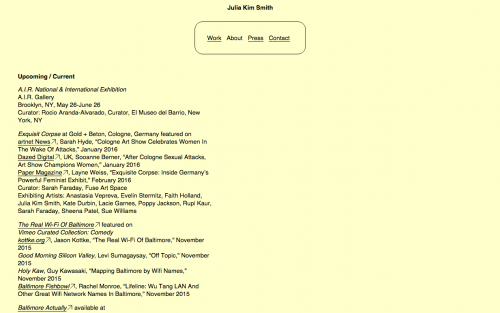 Julia Kim Smith
Work About Press Contact
Upcoming / Current
A.I.R. National & International Exhibition
A.I.R. Gallery
Brooklyn, NY, May 26-June 26
Curator: Rocio Aranda-Alvarado, Curator, El Museo del Barrio, New
York, NY
Exquisit Corpse at Gold + Beton, Cologne, Germany featured on
artnet News↗, Sarah Hyde, "Cologne Art Show Celebrates Women In
The Wake Of Attacks," January 2016
Dazed Digital↗, UK, Sooanne Berner, "After Cologne Sexual Attacks,
Art Show Champions Women," January 2016
Paper Magazine↗, Layne Weiss, "Exquisite Corpse: Inside Germany's
Powerful Feminist Exhibit," February 2016
Curator: Sarah Faraday, Fuse Art Space
Exhibiting Artists: Anastasia Vepreva, Evelin Stermitz, Faith Holland,
Julia Kim Smith, Kate Durbin, Lacie Garnes, Poppy Jackson, Rupi Kaur,
Sarah Faraday, Sheena Patel, Sue Williams
The Real Wi-Fi Of Baltimore↗ featured on
Vimeo Curated Collection: Comedy
kottke.org↗, Jason Kottke, "The Real Wi-Fi Of Baltimore," November
2015
Good Morning Silicon Valley, Levi Sumagaysay, "Off Topic," November
2015
Holy Kaw, Guy Kawasaki, "Mapping Baltimore by Wifi Names,"
November 2015
Baltimore Fishbowl↗, Rachel Monroe, "Lifeline: Wu Tang LAN And
Other Great Wifi Network Names In Baltimore," November 2015
Baltimore Actually↗ available at